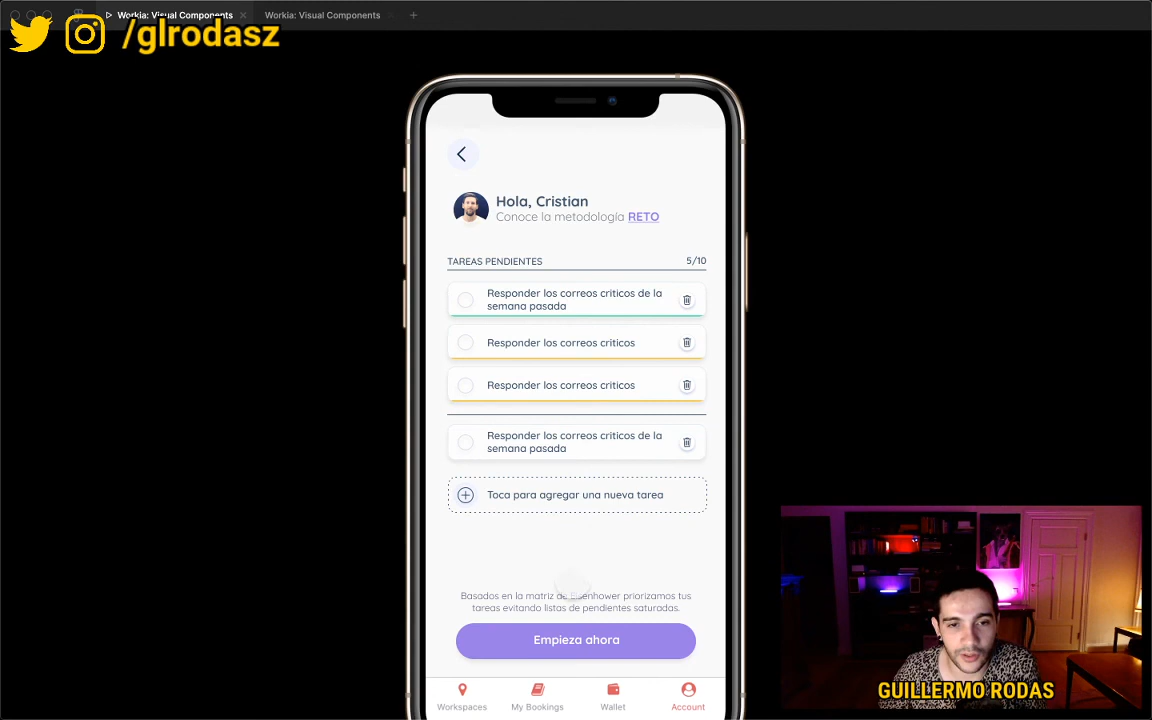 Workia: Visual Components
Workia: Visual Components
/glrodasz
Hola, Cristian
Conoce la metodología RETO
TAREAS PENDIENTES
5/10
Responder los correos criticos de la
semana pasada
Responder los correos criticos
Responder los correos criticos
Responder los correos criticos de la
semana pasada
Toca para agregar una nueva tarea
Basados en la matriz de Eisenhower priorizamos tus
tareas evitando listas de pendientes saturadas.
Empieza ahora
Workspaces
My Bookings
Wallet
Account
GUILLERMO RODAS